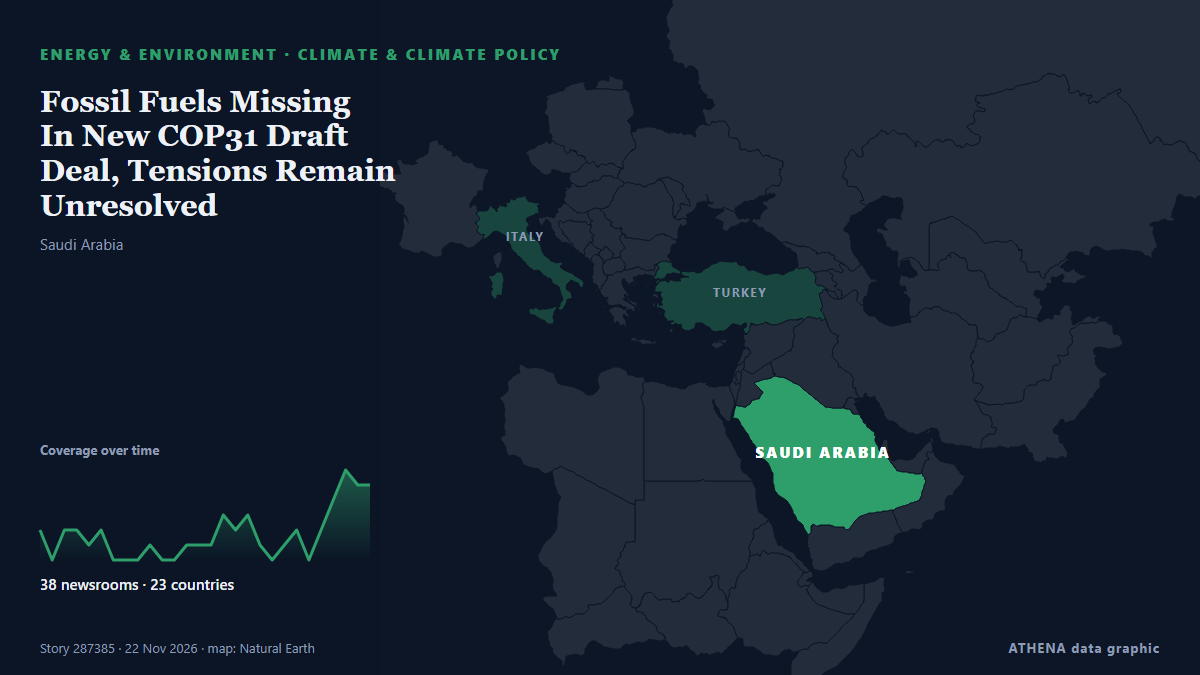 ENERGY & ENVIRONMENT · CLIMATE & CLIMATE POLICY
Fossil Fuels Missing
In New COP31 Draft
Deal, Tensions Remain
Unresolved
Saudi Arabia
ITALY
TURKEY
SAUDI ARABIA
Coverage over time
38 newsrooms · 23 countries
Story 287385 · 22 Nov 2026 · map: Natural Earth
ATHENA data graphic